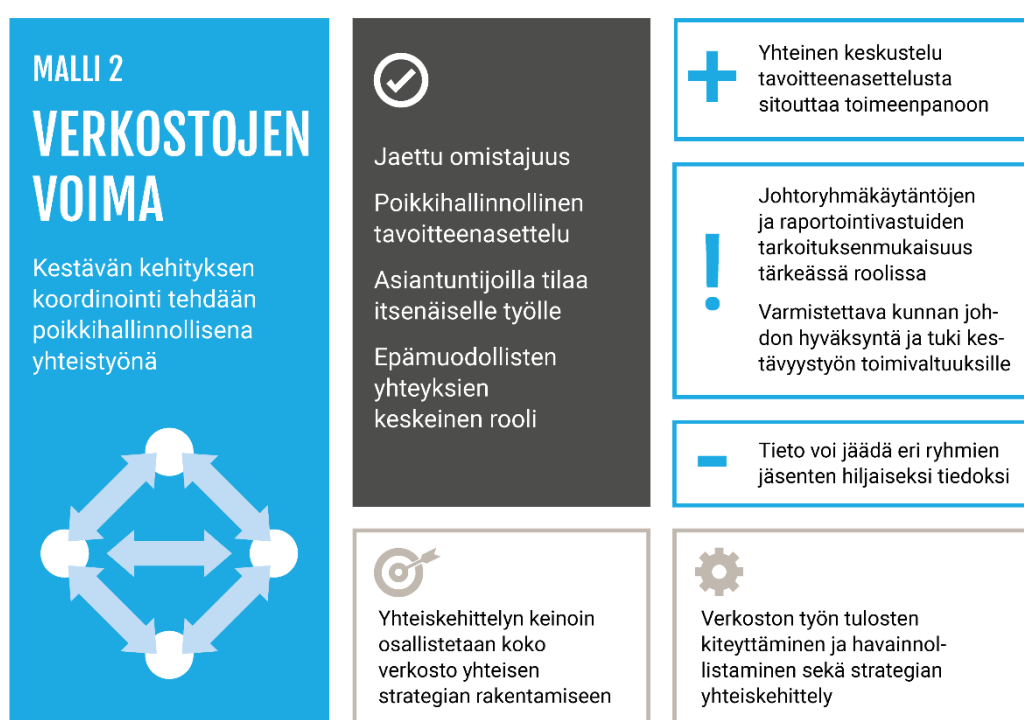 MALLI 2
VERKOSTOJEN
VOIMA
Kestävän kehityksen
koordinointi tehdään
poikkihallinnollisena
yhteistyönä
Jaettu omistajuus
Poikkihallinnollinen
tavoitteenasettelu
Asiantuntijoilla tilaa
itsenäiselle työlle
Epämuodollisten
yhteyksien
keskeinen rooli
+
Yhteinen keskustelu
tavoitteenasettelusta
sitouttaa toimeenpanoon
!
Johtoryhmäkäytäntöjen
ja raportointivastuiden
tarkoituksenmukaisuus
tärkeässä roolissa
Varmistettava kunnan joh-
don hyväksyntä ja tuki kes-
tävyystyön toimivaltuuksille
-
Tieto voi jäädä eri ryhmien
jäsenten hiljaiseksi tiedoksi
Yhteiskehittelyn keinoin
osallistetaan koko
verkosto yhteisen
strategian rakentamiseen
Verkoston työn tulosten
kiteyttäminen ja havainnol-
listaminen sekä strategian
yhteiskehittely